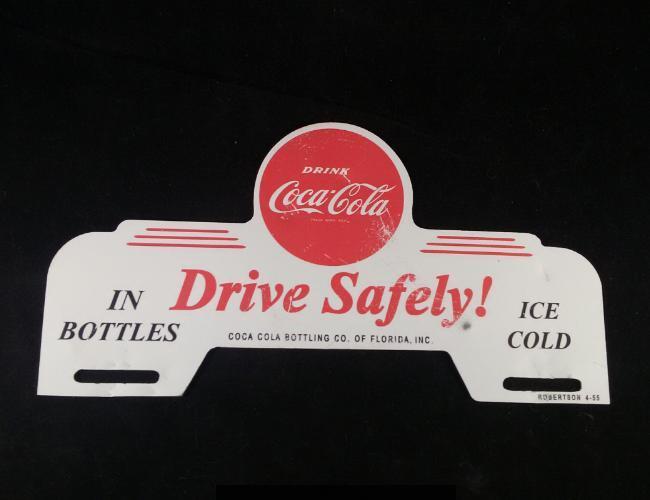 DRINK
Coca-Cola
Drive Safely!
IN
BOTTLES
ICE
COLD
COCA COLA BOTTLING CO. OF FLORIDA, INC.
ROBERTSON 4-55